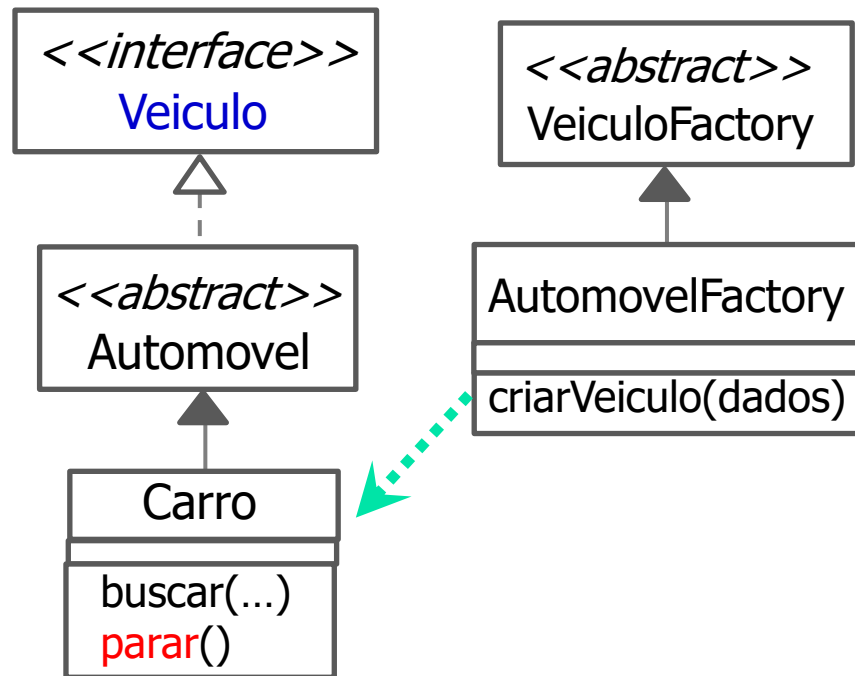 <<interface>>
Veiculo
<<abstract>>
Automovel
Carro
buscar(...)
parar()
<<abstract>>
VeiculoFactory
AutomovelFactory
criarVeiculo(dados)